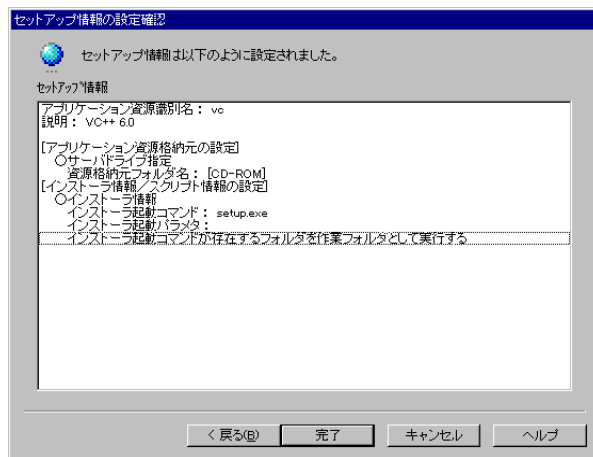 セットアップ情報の設定確認
セットアップ情報は以下のように設定されました。
セットアップ情報
アプリケーション資源識別名： vc
説明： VC++ 6.0
[アプリケーション資源格納元の設定]
○サーバドライブ指定
資源格納元フォルダ名： [CD-ROM]
[インストーラ情報／スクリプト情報の設定]
○インストーラ情報
インストーラ起動コマンド： setup.exe
インストーラ起動パラメタ：
インストーラ起動コマンドが存在するフォルダを作業フォルダとして実行する
< 戻る(B) 完了 キャンセル ヘルプ